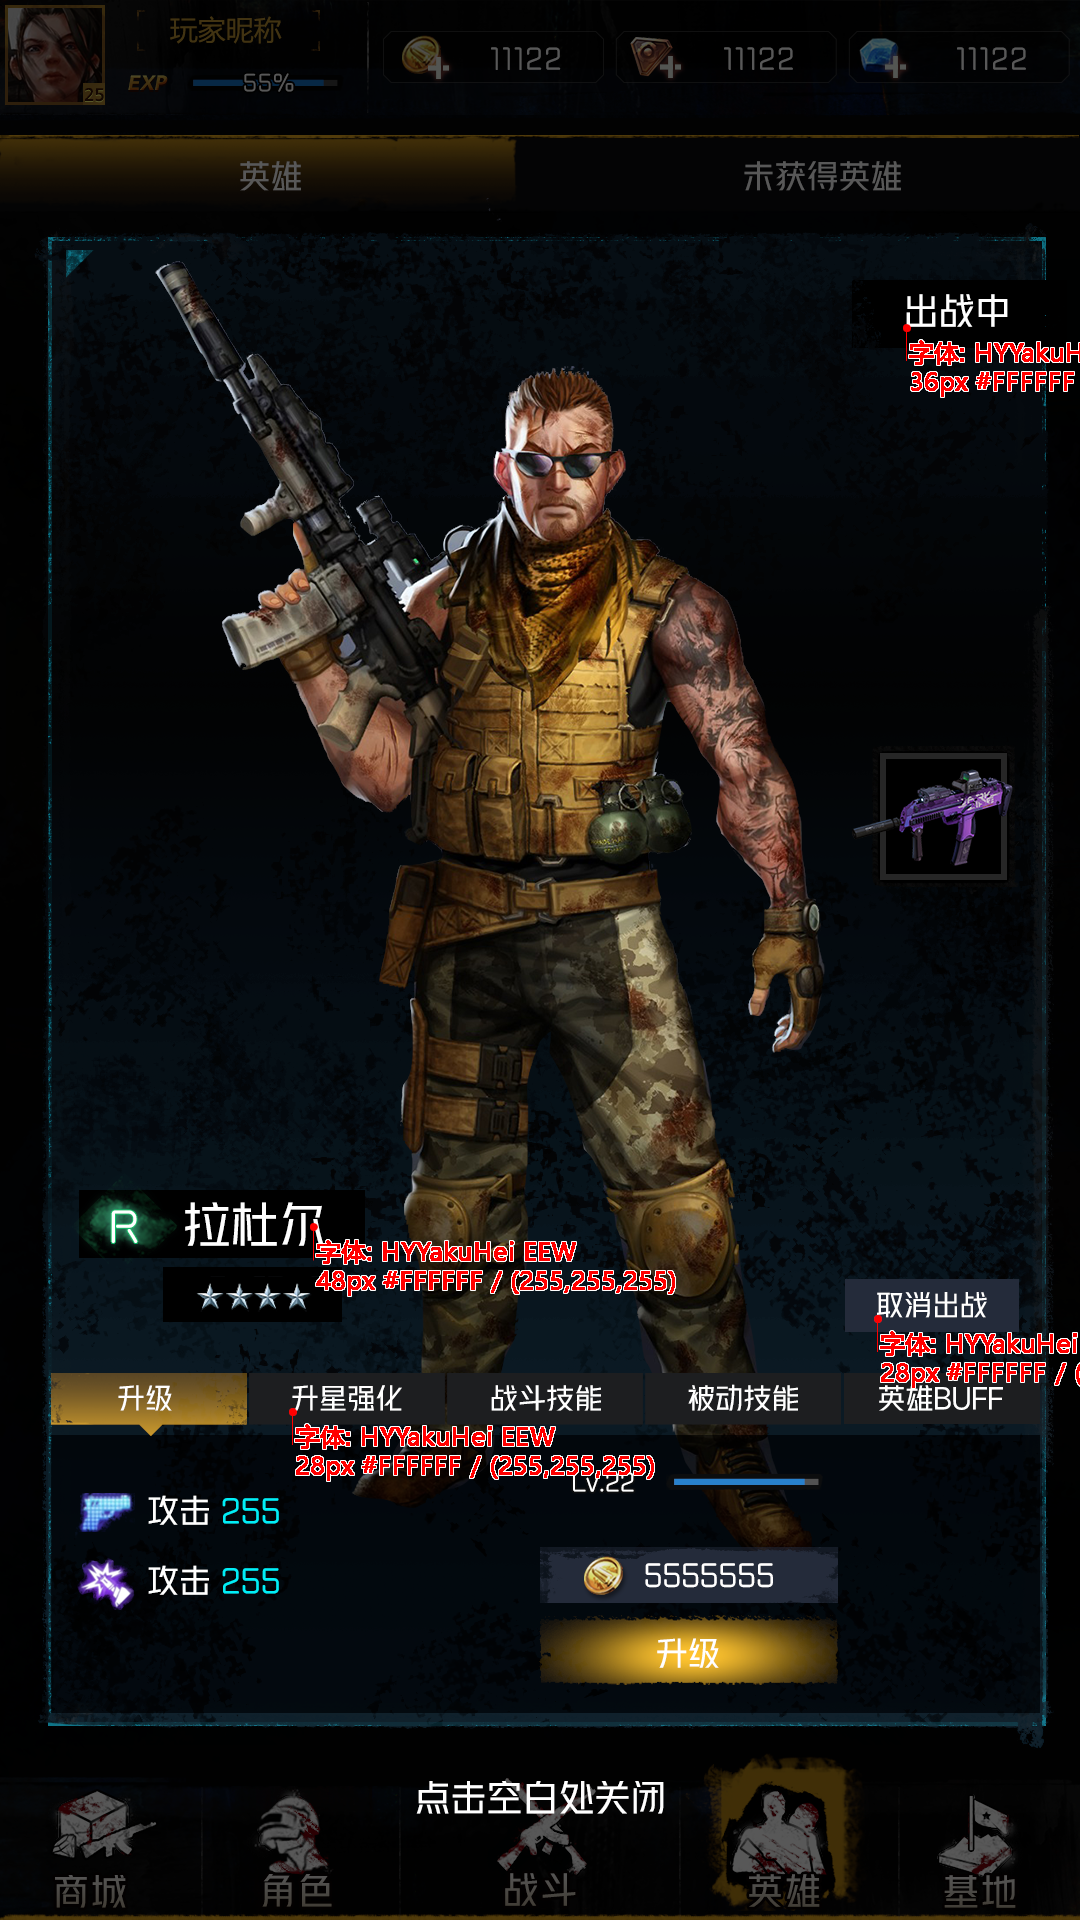 玩家昵称
25
EXP
55%
11122
11122
11122
英雄
未获得英雄
出战中
字体: HYYakuH
36px #FFFFFF
R
拉杜尔
字体: HYYakuHei EEW
48px #FFFFFF / (255,255,255)
取消出战
字体: HYYakuHei
28px #FFFFFF / (
升级
升星强化
战斗技能
被动技能
英雄BUFF
字体: HYYakuHei EEW
28px #FFFFFF / (255,255,255)
Lv.22
攻击 255
攻击 255
5555555
升级
点击空白处关闭
商城
角色
战斗
英雄
基地